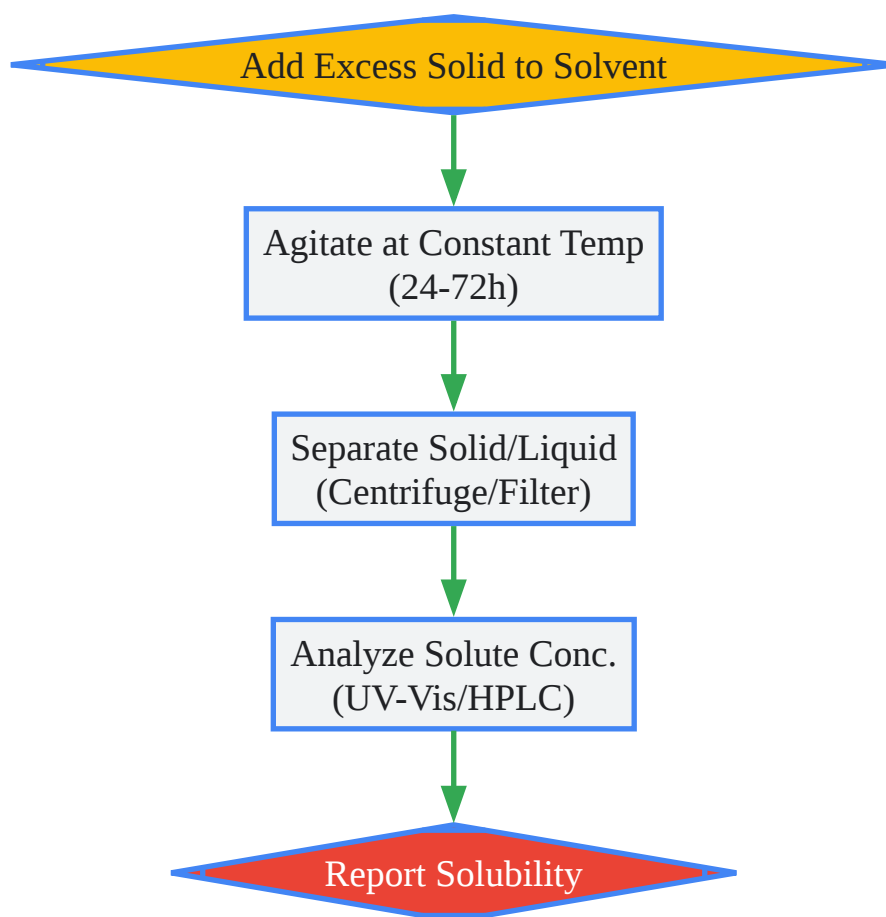 Add Excess Solid to Solvent
Agitate at Constant Temp
(24-72h)
Separate Solid/Liquid
(Centrifuge/Filter)
Analyze Solute Conc.
(UV-Vis/HPLC)
Report Solubility